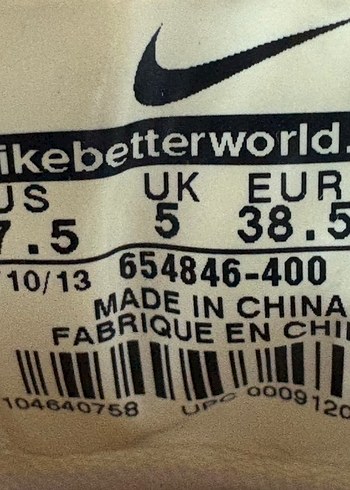 ikebetterworld.
US UK EUR
7.5 5 38.5
10/13 654846-400
MADE IN CHINA
FABRIQUE EN CHI
104640758 UPC 0009120